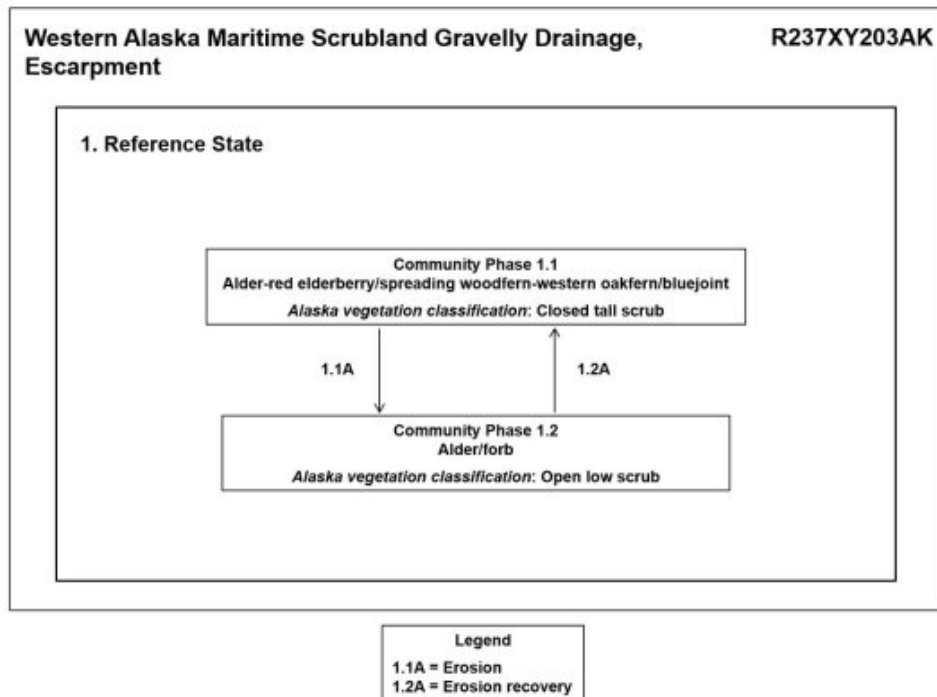 Western Alaska Maritime Scrubland Gravelly Drainage, R237XY203AK
Escarpment
1. Reference State
Community Phase 1.1
Alder-red elderberry/spreading woodfern-western oakfern/bluejoint
Alaska vegetation classification: Closed tall scrub
1.1A 1.2A
Community Phase 1.2
Alder/forb
Alaska vegetation classification: Open low scrub
Legend
1.1A = Erosion
1.2A = Erosion recovery